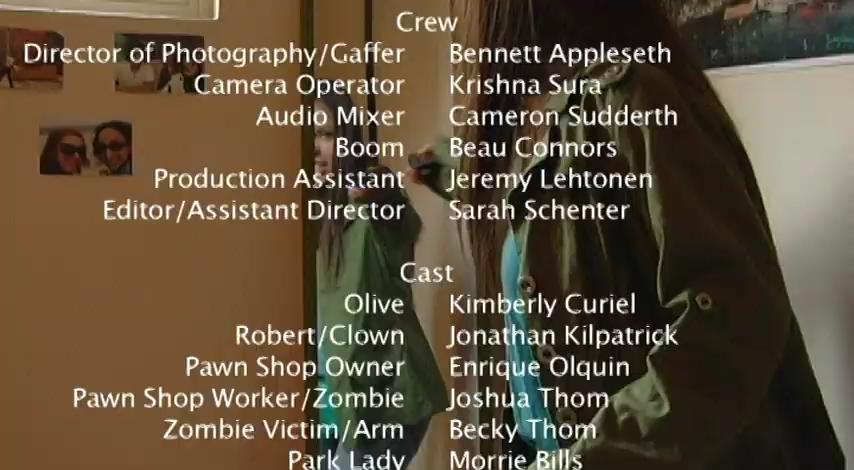 Crew
Director of Photography/Gaffer Bennett Appleseth
Camera Operator Krishna Sura
Audio Mixer Cameron Sudderth
Boom Beau Connors
Production Assistant Jeremy Lehtonen
Editor/Assistant Director Sarah Schenter
Cast
Olive Kimberly Curiel
Robert/Clown Jonathan Kilpatrick
Pawn Shop Owner Enrique Olquin
Pawn Shop Worker/Zombie Joshua Thom
Zombie Victim/Arm Becky Thom
Park Lady Morrie Bills